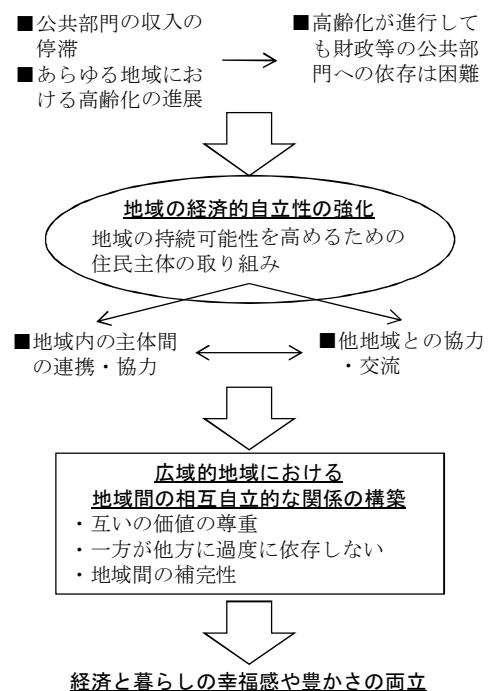 ■公共部門の収入の
停滞
■あらゆる地域にお
ける高齢化の進展
■高齢化が進行して
も財政等の公共部
門への依存は困難
地域の経済的自立性の強化
地域の持続可能性を高めるための
住民主体の取り組み
■地域内の主体間
の連携・協力
■他地域との協力
・交流
広域的地域における
地域間の相互自立的な関係の構築
・互いの価値の尊重
・一方が他方に過度に依存しない
・地域間の補完性
経済と暮らしの幸福感や豊かさの両立